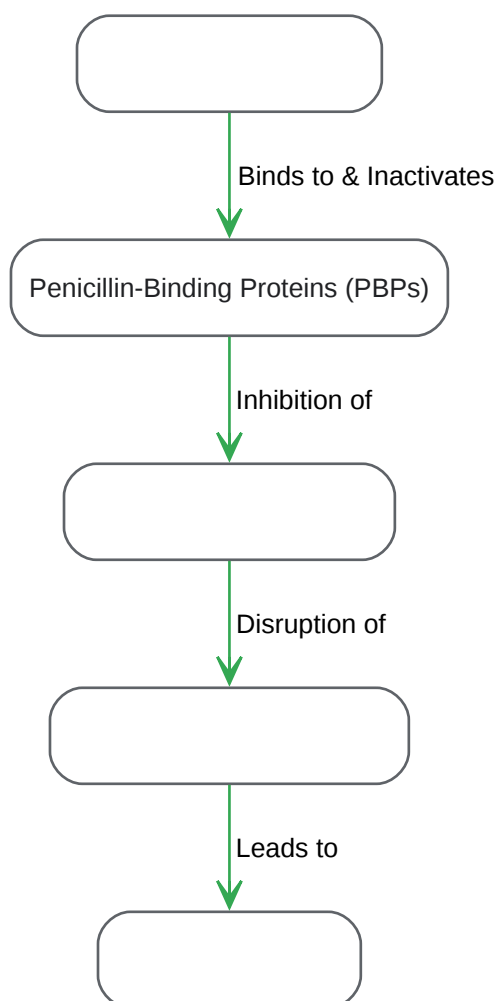 Binds to & Inactivates
Penicillin-Binding Proteins (PBPs)
Inhibition of
Disruption of
Leads to